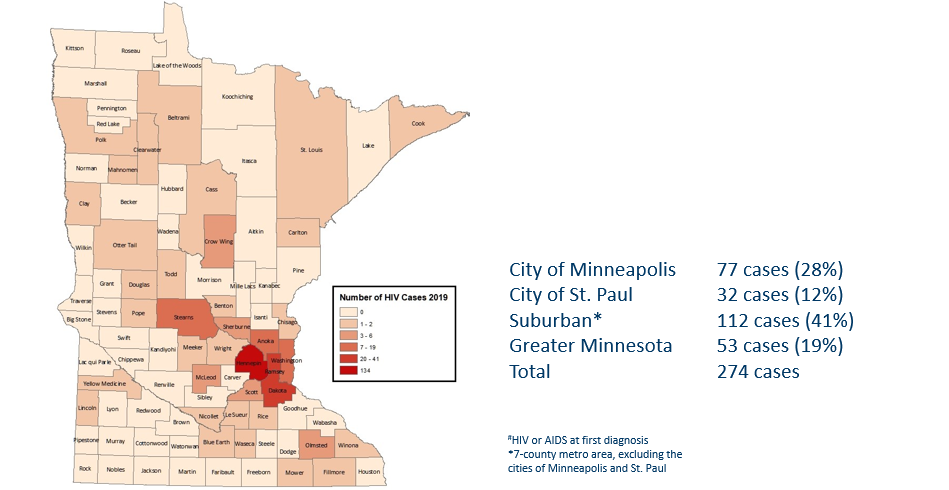 Kittson
Roseau
Lake of the Woods
Marshall
Koochiching
Pennington
Red Lake
Beltrami
Cook
Polk
Clearwater
St. Louis
Lake
Itasca
Norman
Mahnomen
Hubbard
Cass
Clay
Becker
Wadena
Crow Wing
Aitkin
Carlton
Wilkin
Otter Tail
Pine
Todd
Morrison
Mille Lacs
Kanabec
Grant
Douglas
Traverse
Big Stone
Stevens
Pope
Stearns
Benton
Isanti
Chisago
Sherburne
Swift
Kandiyohi
Meeker
Wright
Anoka
Hennepin
Washington
Ramsey
Lac qui Parle
Chippewa
McLeod
Carver
Renville
Sibley
Scott
Dakota
Yellow Medicine
Lincoln
Lyon
Redwood
Brown
Nicollet
Le Sueur
Rice
Goodhue
Wabasha
Pipestone
Murray
Cottonwood
Watonwan
Blue Earth
Waseca
Steele
Dodge
Olmsted
Winona
Rock
Nobles
Jackson
Martin
Faribault
Freeborn
Mower
Fillmore
Houston
Number of HIV Cases 2019
0
1 - 2
3 - 6
7 - 19
20 - 41
134
City of Minneapolis 77 cases (28%)
City of St. Paul 32 cases (12%)
Suburban* 112 cases (41%)
Greater Minnesota 53 cases (19%)
Total 274 cases
#HIV or AIDS at first diagnosis
*7-county metro area, excluding the
cities of Minneapolis and St. Paul